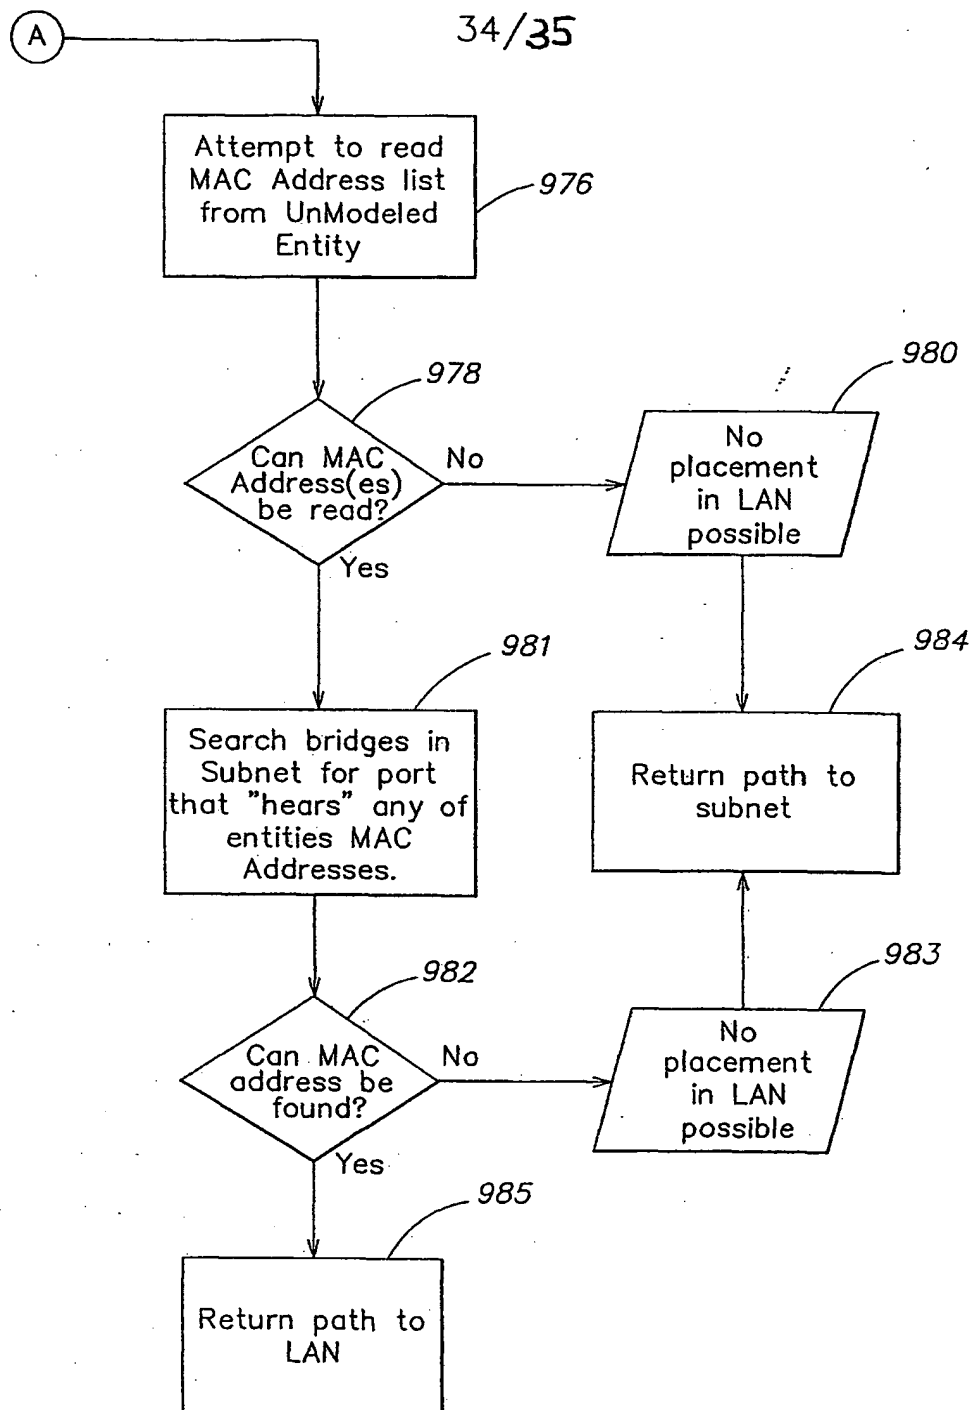 A
34/35
Attempt to read
MAC Address list
from UnModeled
Entity
976
978
Can MAC
Address(es)
be read?
No
Yes
980
No
placement
in LAN
possible
981
Search bridges in
Subnet for port
that "hears" any of
entities MAC
Addresses.
984
Return path to
subnet
982
Can MAC
address be
found?
No
Yes
983
No
placement
in LAN
possible
985
Return path to
LAN